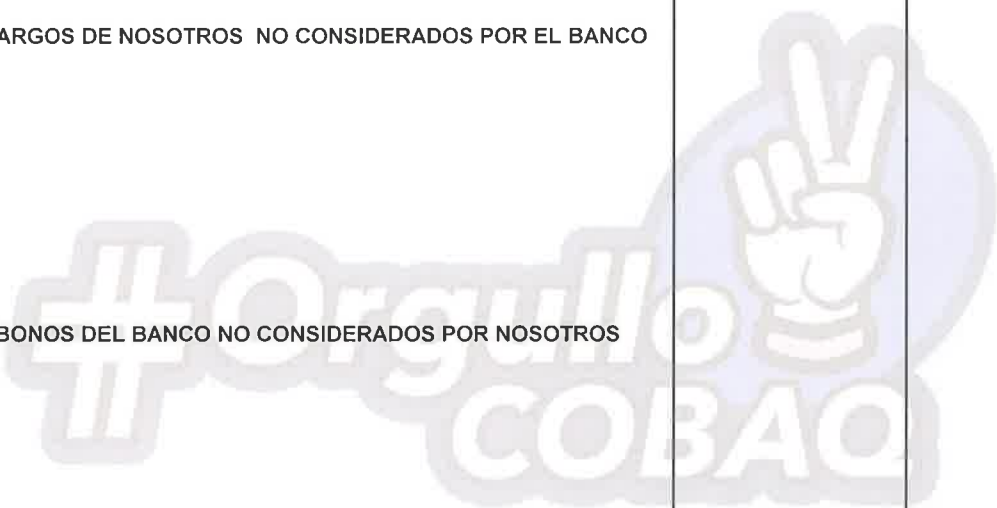 ARGOS DE NOSOTROS NO CONSIDERADOS POR EL BANCO
BONOS DEL BANCO NO CONSIDERADOS POR NOSOTROS
#Orgullo
COBAQ